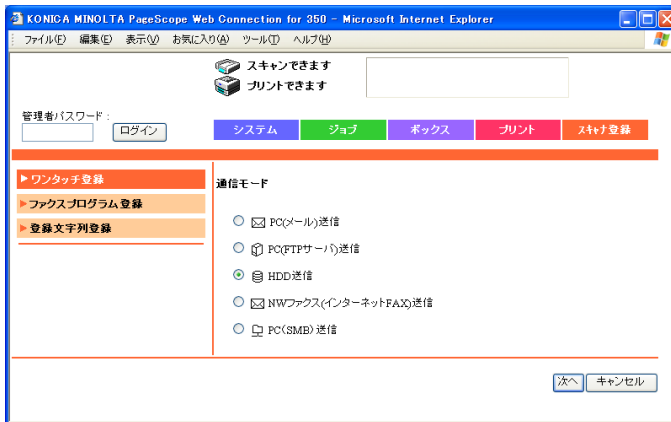 KONICA MINOLTA PageScope Web Connection for 350 - Microsoft Internet Explorer
ファイル(F) 編集(E) 表示(V) お気に入り(A) ツール(T) ヘルプ(H)
スキャンできます
プリントできます
管理者パスワード：
ログイン
システム ジョブ ボックス プリント スキャナ登録
ワンタッチ登録
ファクスプログラム登録
登録文字列登録
通信モード
PC(メール)送信
PC(FTPサーバ)送信
HDD送信
NWファクス(インターネットFAX)送信
PC(SMB)送信
次へ キャンセル